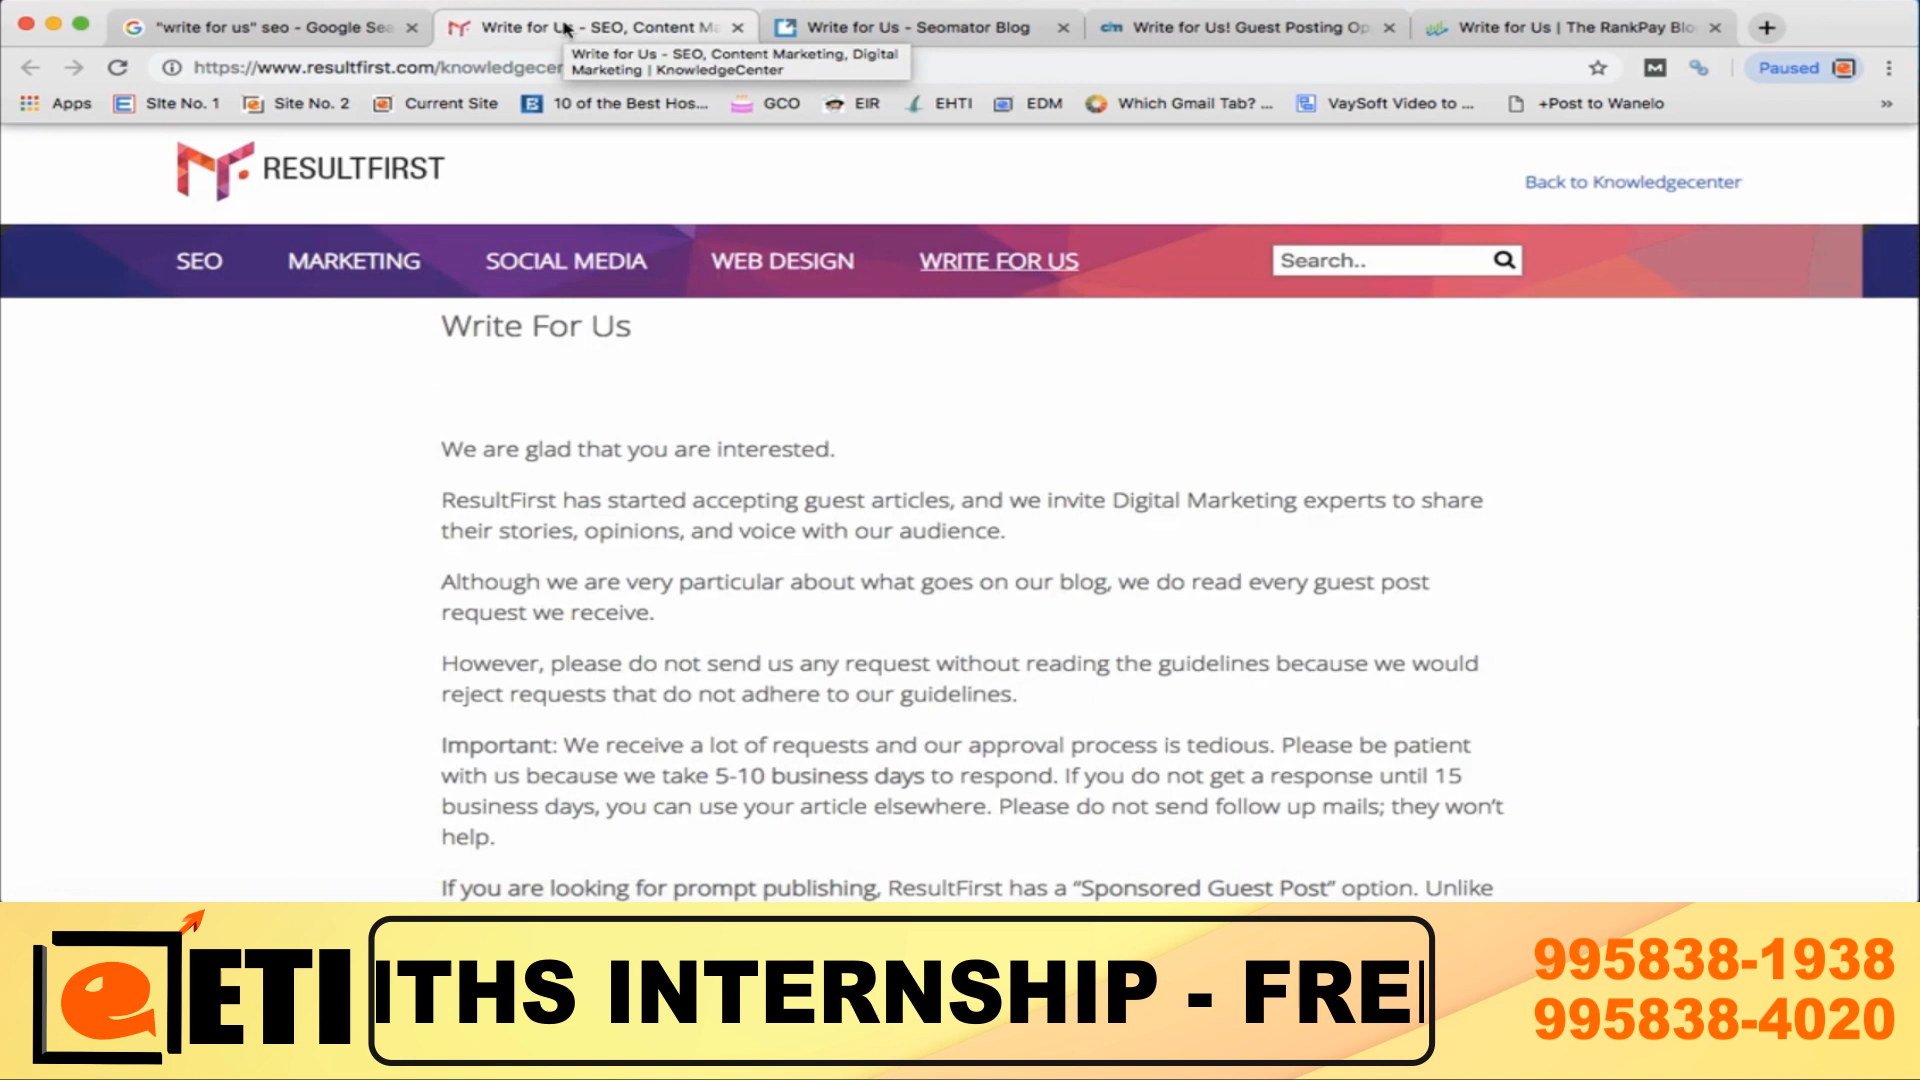 "write for us" seo - Google Sea
Write for Us - SEO, Content Ma
Write for Us - Seomator Blog
Write for Us! Guest Posting Op
Write for Us | The RankPay Blo
https://www.resultfirst.com/knowledgecen
Write for Us - SEO, Content Marketing, Digital
Marketing | KnowledgeCenter
Paused
Apps
SIte No. 1
Site No. 2
Current Site
10 of the Best Hos...
GCO
EIR
EHTI
EDM
Which Gmail Tab? ...
VaySoft Video to ...
+Post to Wanelo
RESULTFIRST
Back to Knowledgecenter
SEO
MARKETING
SOCIAL MEDIA
WEB DESIGN
WRITE FOR US
Search..
Write For Us
We are glad that you are interested.
ResultFirst has started accepting guest articles, and we invite Digital Marketing experts to share
their stories, opinions, and voice with our audience.
Although we are very particular about what goes on our blog, we do read every guest post
request we receive.
However, please do not send us any request without reading the guidelines because we would
reject requests that do not adhere to our guidelines.
Important: We receive a lot of requests and our approval process is tedious. Please be patient
with us because we take 5-10 business days to respond. If you do not get a response until 15
business days, you can use your article elsewhere. Please do not send follow up mails; they won't
help.
If you are looking for prompt publishing, ResultFirst has a “Sponsored Guest Post” option. Unlike
eETI
ITHS INTERNSHIP - FREE
995838-1938
995838-4020